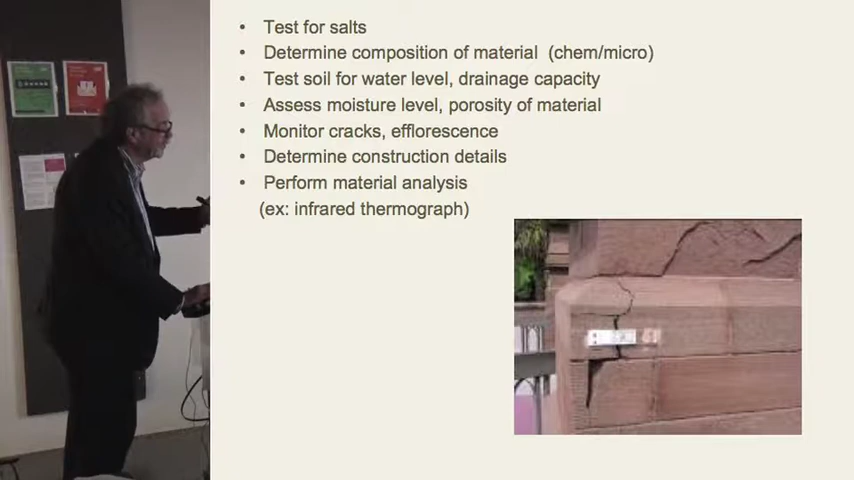 • Test for salts
• Determine composition of material (chem/micro)
• Test soil for water level, drainage capacity
• Assess moisture level, porosity of material
• Monitor cracks, efflorescence
• Determine construction details
• Perform material analysis
(ex: infrared thermograph)